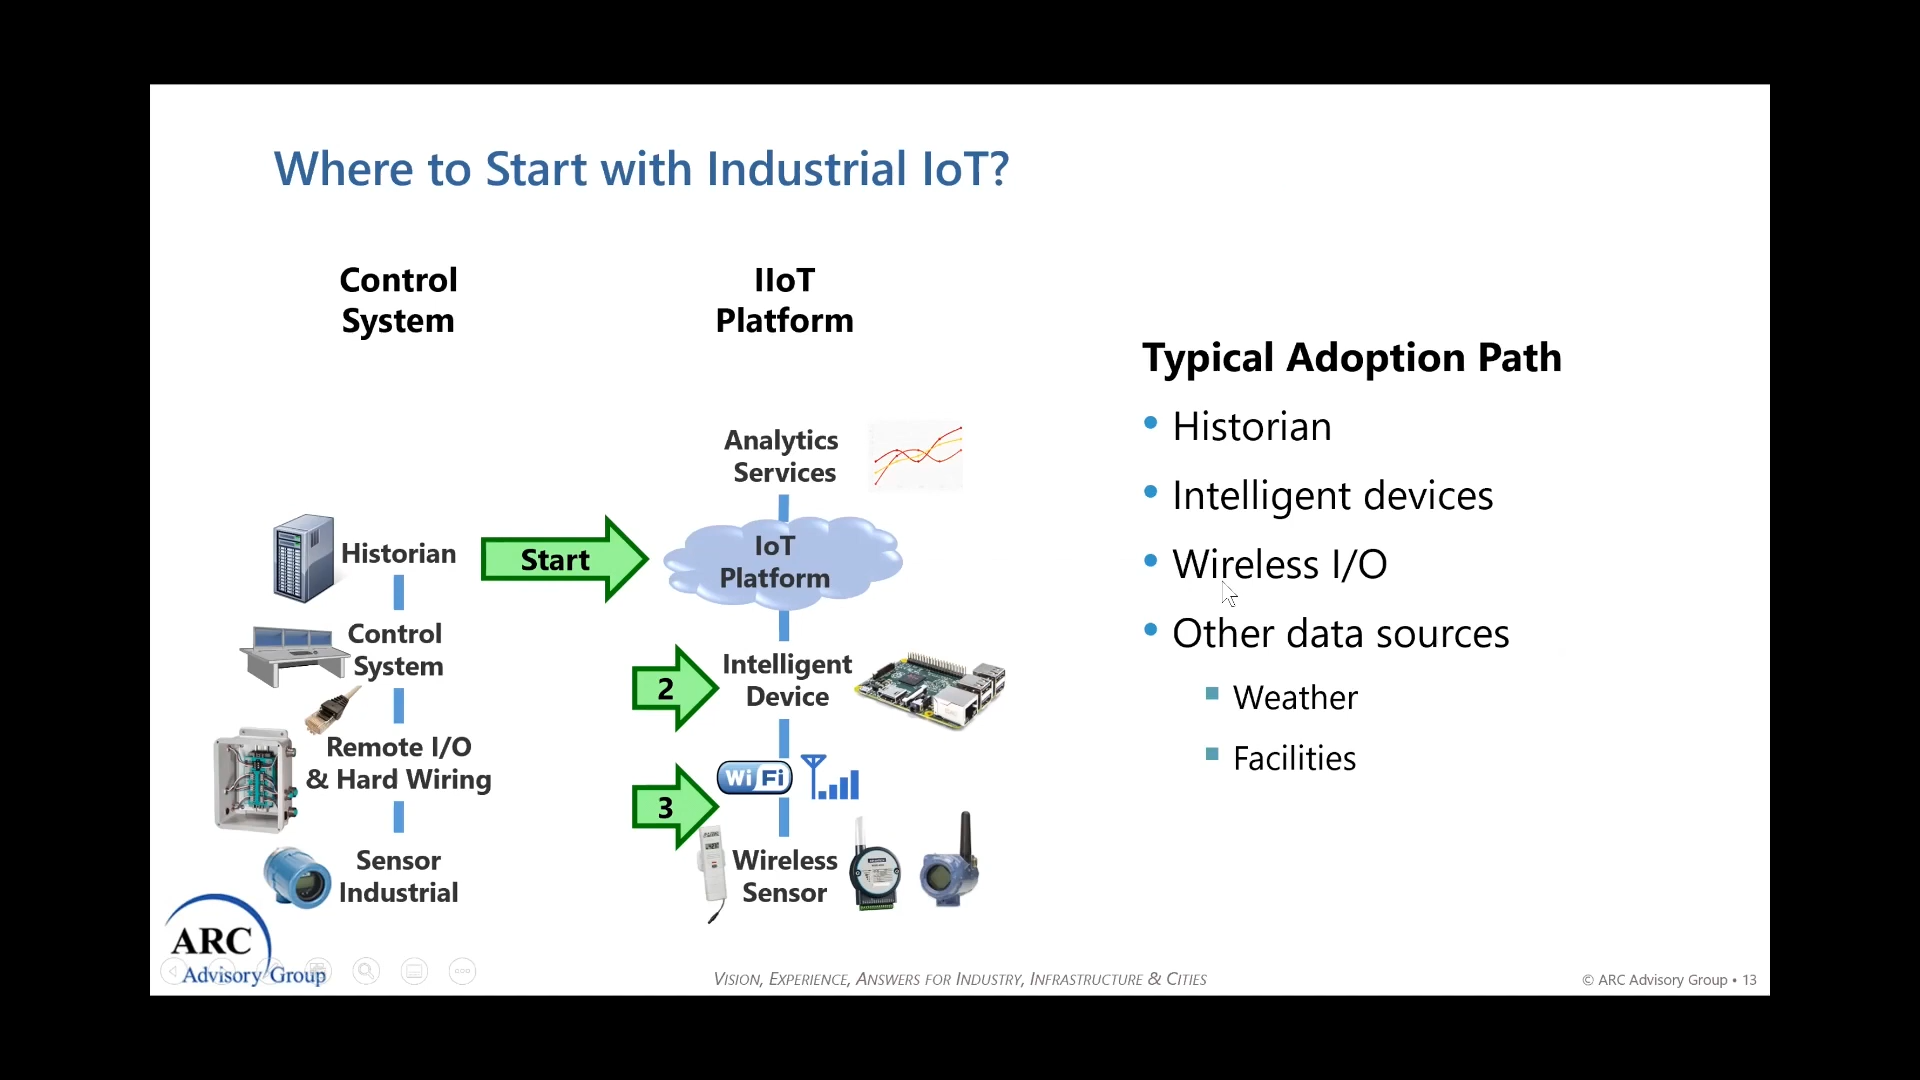 Where to Start with Industrial IoT?
Control
System
IIoT
Platform
Analytics
Services
Historian
Start
IoT
Platform
Control
System
2
Intelligent
Device
Remote I/O
& Hard Wiring
3
Wi Fi
Sensor
Industrial
Wireless
Sensor
Typical Adoption Path
• Historian
• Intelligent devices
• Wireless I/O
• Other data sources
Weather
Facilities
ARC
Advisory Group
Vision, Experience, Answers for Industry, Infrastructure & Cities
© ARC Advisory Group • 13